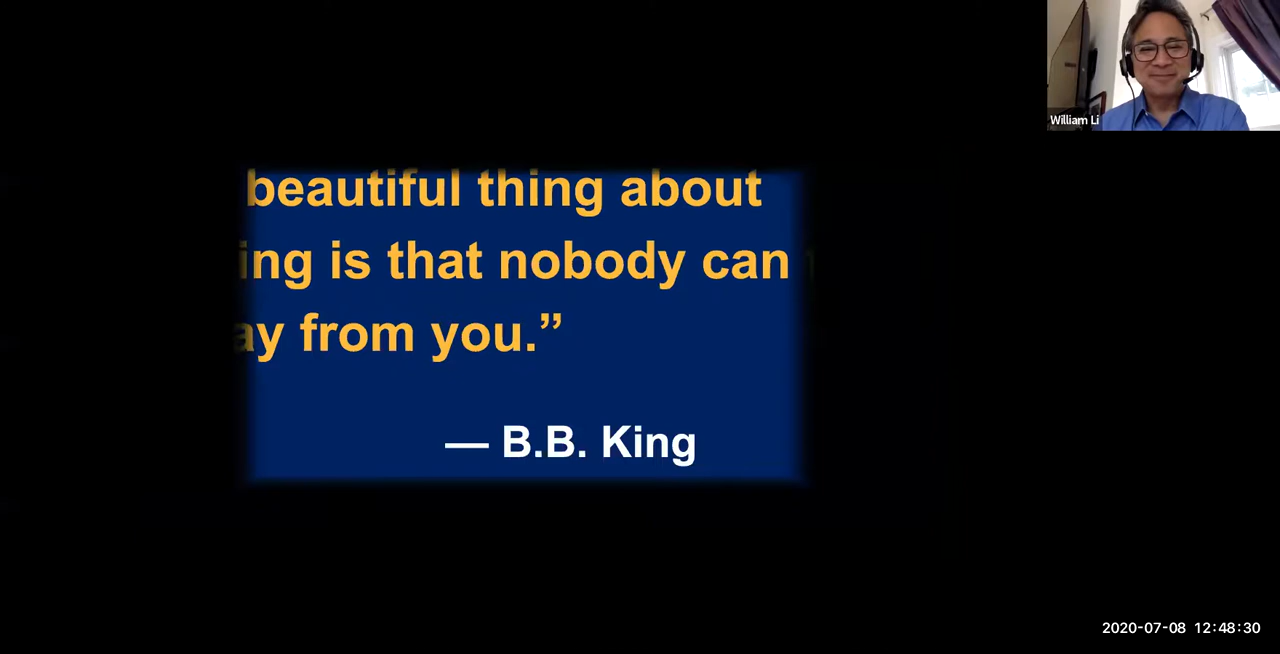 William Li
beautiful thing about
ing is that nobody can
ay from you.”
— B.B. King
2020-07-08 12:48:30